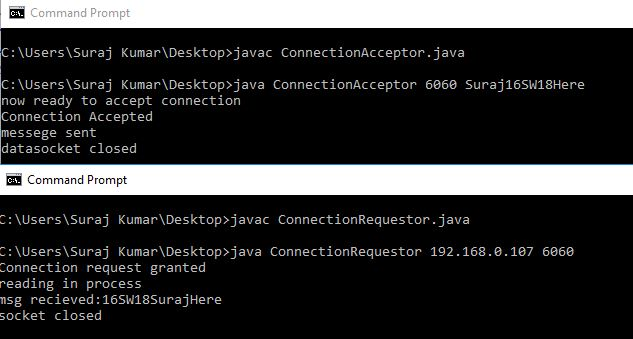 Command Prompt
C:\Users\Suraj Kumar\Desktop>javac ConnectionAcceptor.java
C:\Users\Suraj Kumar\Desktop>java ConnectionAcceptor 6060 Suraj16SW18Here
now ready to accept connection
Connection Accepted
messege sent
datasocket closed
Command Prompt
C:\Users\Suraj Kumar\Desktop>javac ConnectionRequestor.java
C:\Users\Suraj Kumar\Desktop>java ConnectionRequestor 192.168.0.107 6060
Connection request granted
reading in process
msg recieved:16SW18SurajHere
socket closed